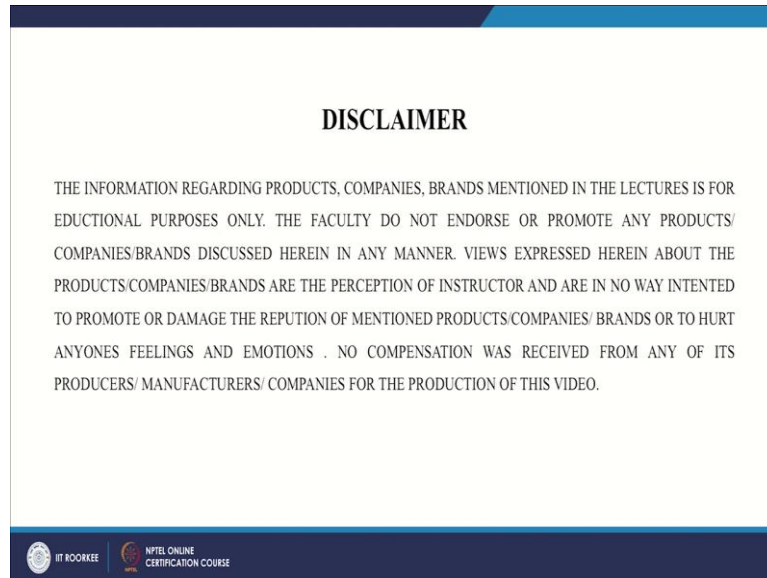 DISCLAIMER
THE INFORMATION REGARDING PRODUCTS, COMPANIES, BRANDS MENTIONED IN THE LECTURES IS FOR
EDUCTIONAL PURPOSES ONLY. THE FACULTY DO NOT ENDORSE OR PROMOTE ANY PRODUCTS/
COMPANIES/BRANDS DISCUSSED HEREIN IN ANY MANNER. VIEWS EXPRESSED HEREIN ABOUT THE
PRODUCTS/COMPANIES/BRANDS ARE THE PERCEPTION OF INSTRUCTOR AND ARE IN NO WAY INTENTED
TO PROMOTE OR DAMAGE THE REPUTION OF MENTIONED PRODUCTS/COMPANIES/ BRANDS OR TO HURT
ANYONES FEELINGS AND EMOTIONS . NO COMPENSATION WAS RECEIVED FROM ANY OF ITS
PRODUCERS/ MANUFACTURERS/ COMPANIES FOR THE PRODUCTION OF THIS VIDEO.
IIT ROORKEE
NPTEL
NPTEL ONLINE
CERTIFICATION COURSE